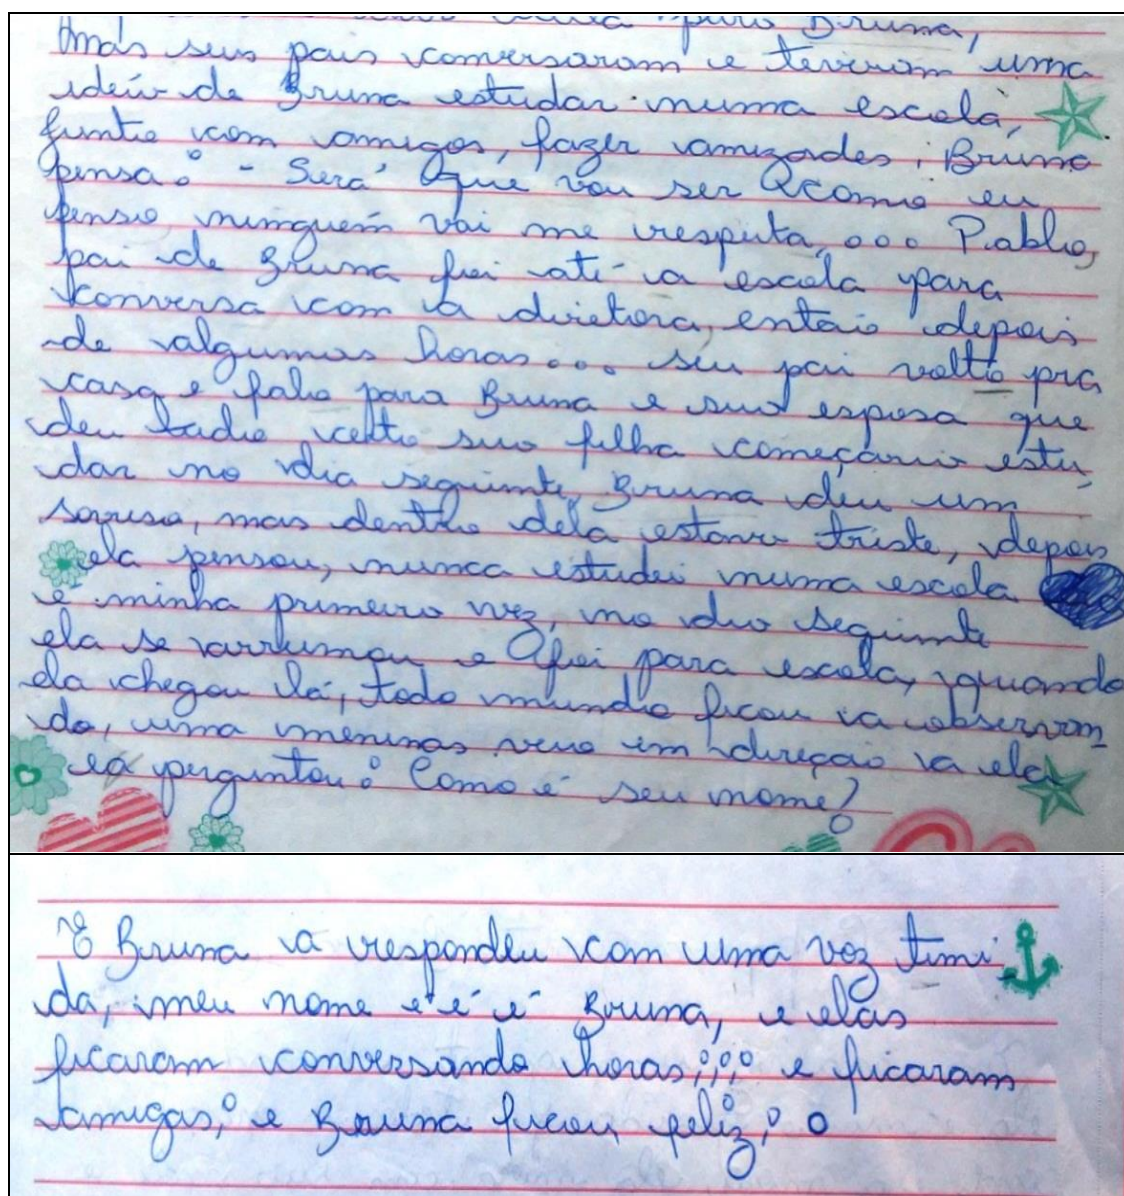 para Bruna,
mas seus pais conversaram e tiveram uma
ideia de Bruna estudar numa escola,
junto com amigos, fazer amizades, Bruna
pensa: - Será que vou ser como eu
penso, ninguém vai me respeita, ... Pablo,
pai de Bruna foi até a escola para
conversa com a diretora, então depois
de algumas horas... seu pai volto pra
casa e falo para Bruna e sua esposa que
deu tudo certo sua filha começaria estu,
dar no dia seguinte, Bruna deu um
soriso, mas dentro dela estava triste, depois
ela pensou, nunca estudei numa escola
é minha primeira vez, no dia seguinte
ela se arrumou e foi para escola, quando
ela chegou lá, todo mundo ficou a observan_
do, uma meninas veio em direção a ela
e a perguntou: Como é seu nome?
E Bruna a respondeu com uma voz timi
da, meu nome é é é Bruna, e elas
ficaram conversando horas;;; e ficaram
amigas; e Bruna ficou feliz;